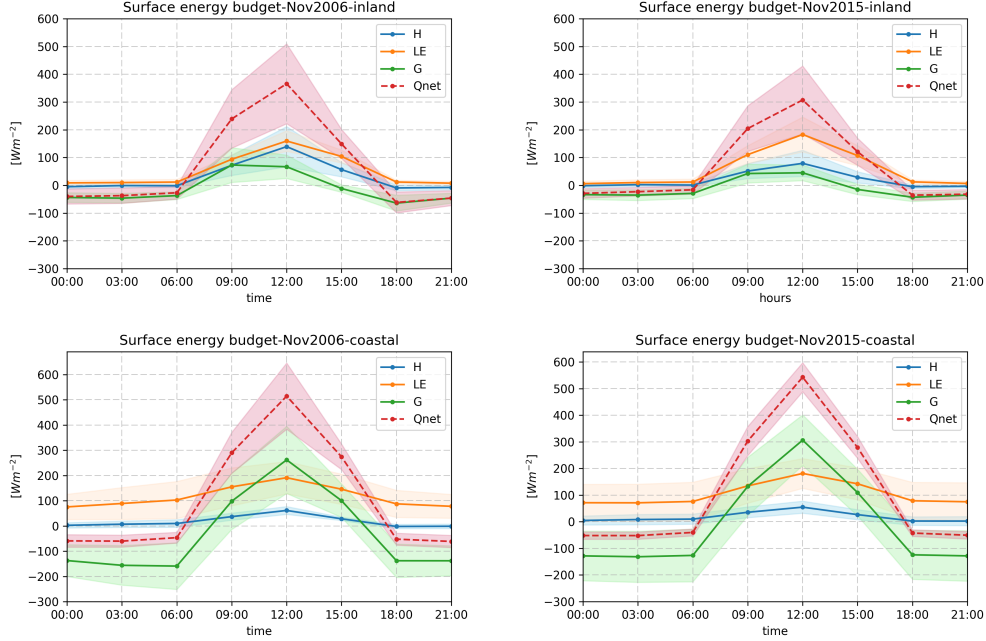 Surface energy budget-Nov2006-inland
600
500
400
300
200
100
0
−100
−200
−300
[Wm⁻²]
H
LE
G
Qnet
00:00 03:00 06:00 09:00 12:00 15:00 18:00 21:00
time
Surface energy budget-Nov2015-inland
600
500
400
300
200
100
0
−100
−200
−300
[Wm⁻²]
H
LE
G
Qnet
00:00 03:00 06:00 09:00 12:00 15:00 18:00 21:00
hours
Surface energy budget-Nov2006-coastal
600
500
400
300
200
100
0
−100
−200
−300
[Wm⁻²]
H
LE
G
Qnet
00:00 03:00 06:00 09:00 12:00 15:00 18:00 21:00
time
Surface energy budget-Nov2015-coastal
600
500
400
300
200
100
0
−100
−200
−300
[Wm⁻²]
H
LE
G
Qnet
00:00 03:00 06:00 09:00 12:00 15:00 18:00 21:00
time